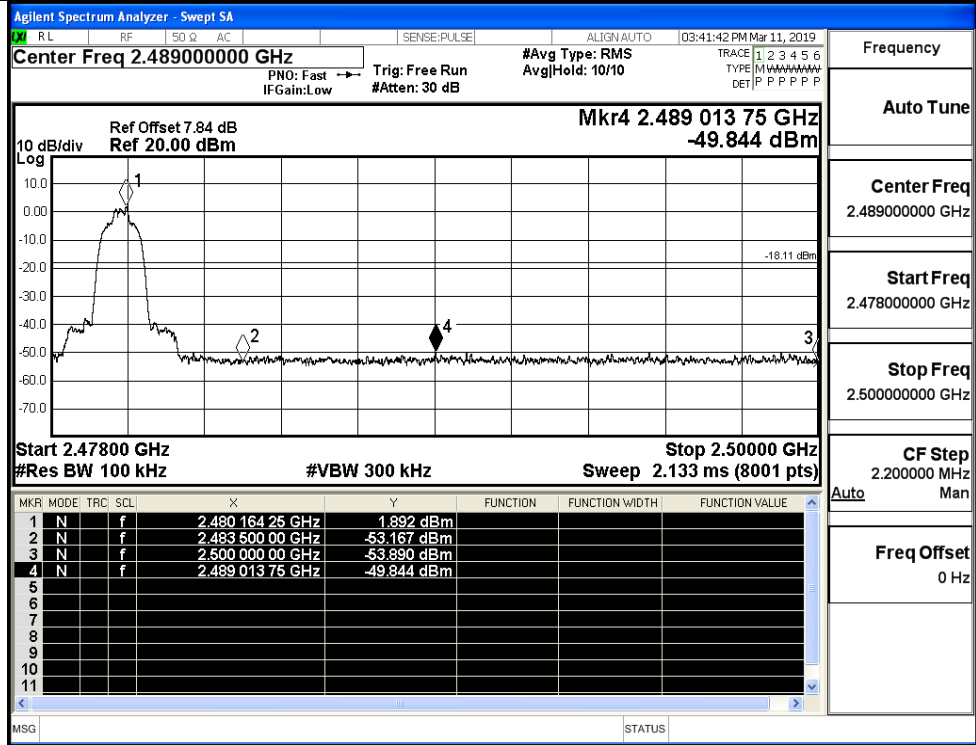 Agilent Spectrum Analyzer - Swept SA
LXI RL RF 50 Ω AC SENSE:PULSE ALIGN AUTO 03:41:42 PM Mar 11, 2019
Center Freq 2.489000000 GHz
PNO: Fast
IFGain:Low
Trig: Free Run
#Atten: 30 dB
#Avg Type: RMS
Avg|Hold: 10/10
TRACE 1 2 3 4 5 6
TYPE M WWWWW
DET P P P P P P
Mkr4 2.489 013 75 GHz
-49.844 dBm
Ref Offset 7.84 dB
10 dB/div Ref 20.00 dBm
Log
10.0
0.00
-10.0
-20.0
-30.0
-40.0
-50.0
-60.0
-70.0
1
2
4
3
-18.11 dBm
Start 2.47800 GHz Stop 2.50000 GHz
#Res BW 100 kHz #VBW 300 kHz Sweep 2.133 ms (8001 pts)
MKR MODE TRC SCL X Y FUNCTION FUNCTION WIDTH FUNCTION VALUE
1 N f 2.480 164 25 GHz 1.892 dBm
2 N f 2.483 500 00 GHz -53.167 dBm
3 N f 2.500 000 00 GHz -53.890 dBm
4 N f 2.489 013 75 GHz -49.844 dBm
5
6
7
8
9
10
11
MSG STATUS
Frequency
Auto Tune
Center Freq
2.489000000 GHz
Start Freq
2.478000000 GHz
Stop Freq
2.500000000 GHz
CF Step
2.200000 MHz
Auto Man
Freq Offset
0 Hz